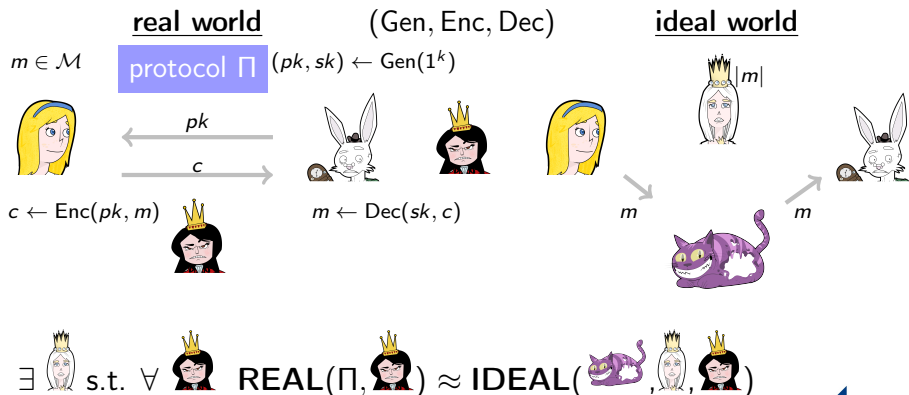 real world (Gen, Enc, Dec) ideal world
m ∈ M protocol Π (pk, sk) ← Gen(1^k) |m|
pk
c
c ← Enc(pk, m) m ← Dec(sk, c) m m
∃ s.t. ∀ REAL(Π, ) ≈ IDEAL( , , )